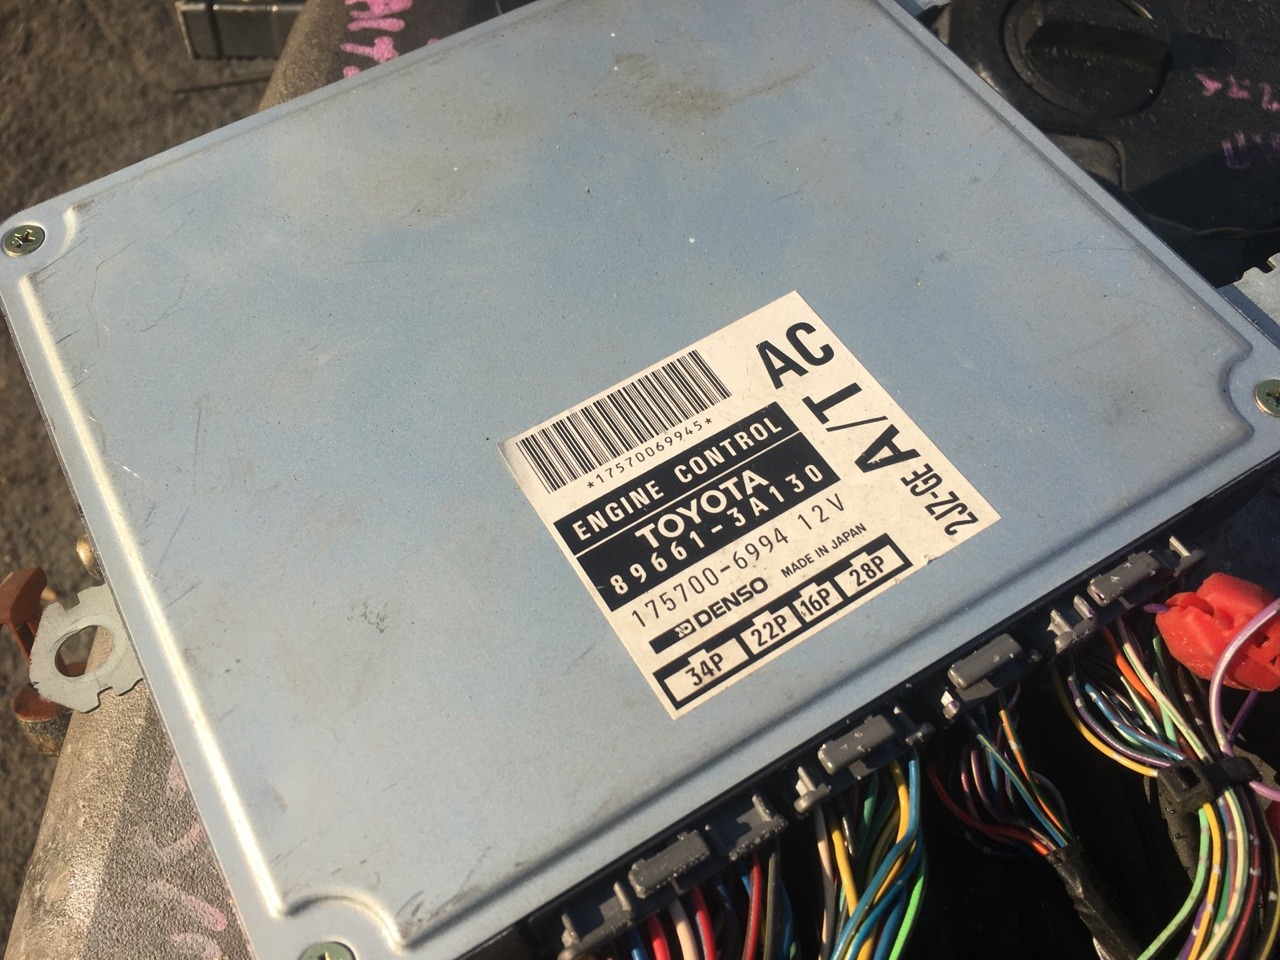 *17570069945*
AC
A/T
2JZ-GE
ENGINE CONTROL
TOYOTA
89661-3A130
175700-6994 12V
ND DENSO MADE IN JAPAN
34P 22P 16P 28P